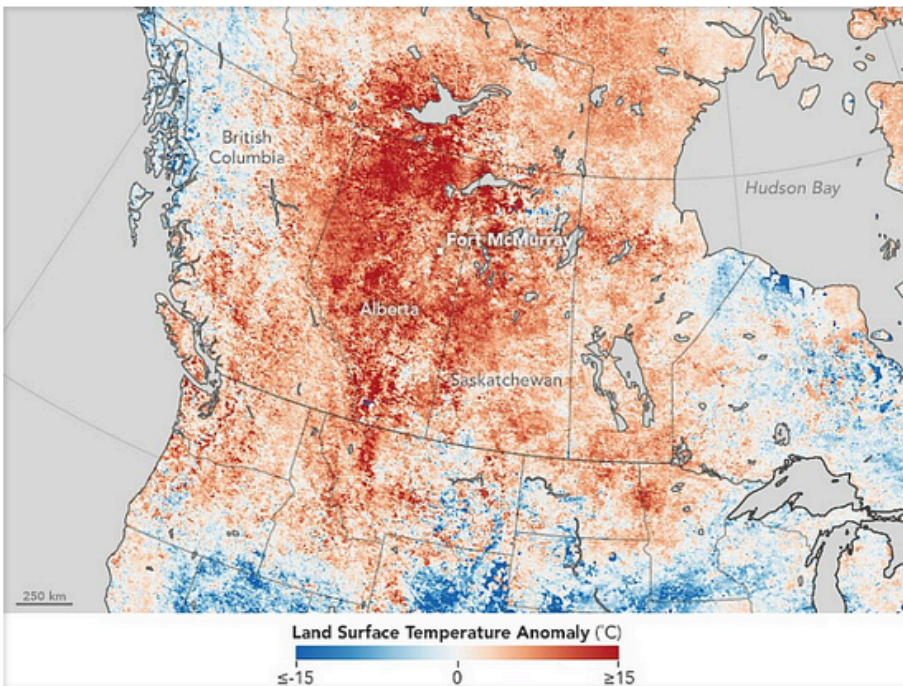 British
Columbia
Hudson Bay
Fort McMurray
Alberta
Saskatchewan
250 km
Land Surface Temperature Anomaly (˚C)
≤-15 0 ≥15